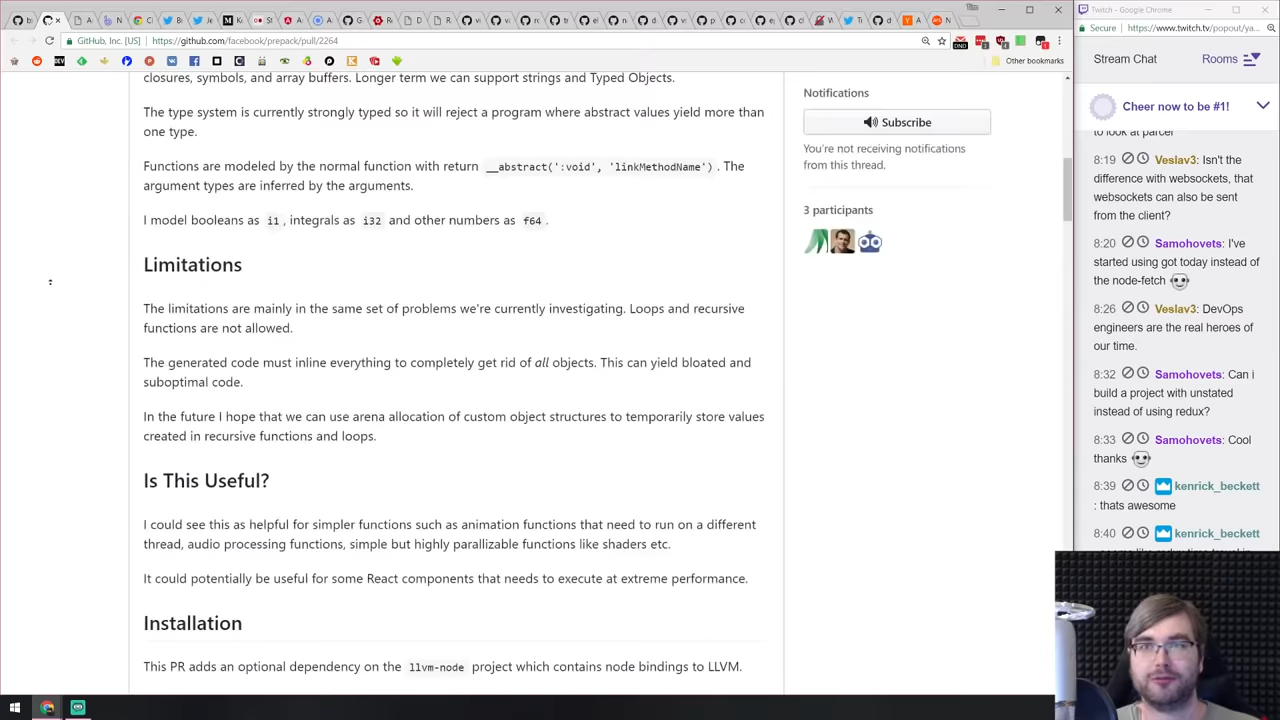 GitHub, Inc. [US] https://github.com/facebook/prepack/pull/2264
Other bookmarks
closures, symbols, and array buffers. Longer term we can support strings and Typed Objects.
The type system is currently strongly typed so it will reject a program where abstract values yield more than
one type.
Functions are modeled by the normal function with return __abstract(':void', 'linkMethodName') . The
argument types are inferred by the arguments.
I model booleans as i1 , integrals as i32 and other numbers as f64 .
Limitations
The limitations are mainly in the same set of problems we're currently investigating. Loops and recursive
functions are not allowed.
The generated code must inline everything to completely get rid of all objects. This can yield bloated and
suboptimal code.
In the future I hope that we can use arena allocation of custom object structures to temporarily store values
created in recursive functions and loops.
Is This Useful?
I could see this as helpful for simpler functions such as animation functions that need to run on a different
thread, audio processing functions, simple but highly parallizable functions like shaders etc.
It could potentially be useful for some React components that needs to execute at extreme performance.
Installation
This PR adds an optional dependency on the llvm-node project which contains node bindings to LLVM.
Notifications
Subscribe
You're not receiving notifications
from this thread.
3 participants
Twitch - Google Chrome
Secure https://www.twitch.tv/popout/ya
Stream Chat
Rooms
Cheer now to be #1!
to look at parcel
8:19 Veslav3: Isn't the
difference with websockets, that
websockets can also be sent
from the client?
8:20 Samohovets: I've
started using got today instead of
the node-fetch
8:26 Veslav3: DevOps
engineers are the real heroes of
our time.
8:32 Samohovets: Can i
build a project with unstated
instead of using redux?
8:33 Samohovets: Cool
thanks
8:39 kenrick_beckett
: thats awesome
8:40 kenrick_beckett